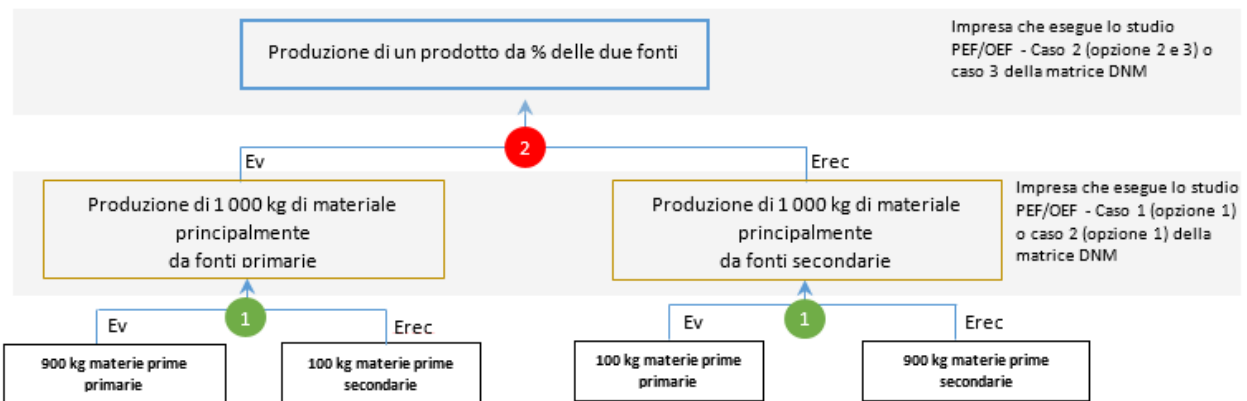 Produzione di un prodotto da % delle due fonti
Impresa che esegue lo studio
PEF/OEF - Caso 2 (opzione 2 e 3) o
caso 3 della matrice DNM
2
Ev
Erec
Produzione di 1 000 kg di materiale
principalmente
da fonti primarie
Produzione di 1 000 kg di materiale
principalmente
da fonti secondarie
Impresa che esegue lo studio
PEF/OEF - Caso 1 (opzione 1)
o caso 2 (opzione 1) della
matrice DNM
1
1
Ev
Erec
Ev
Erec
900 kg materie prime
primarie
100 kg materie prime
secondarie
100 kg materie prime
primarie
900 kg materie prime
secondarie